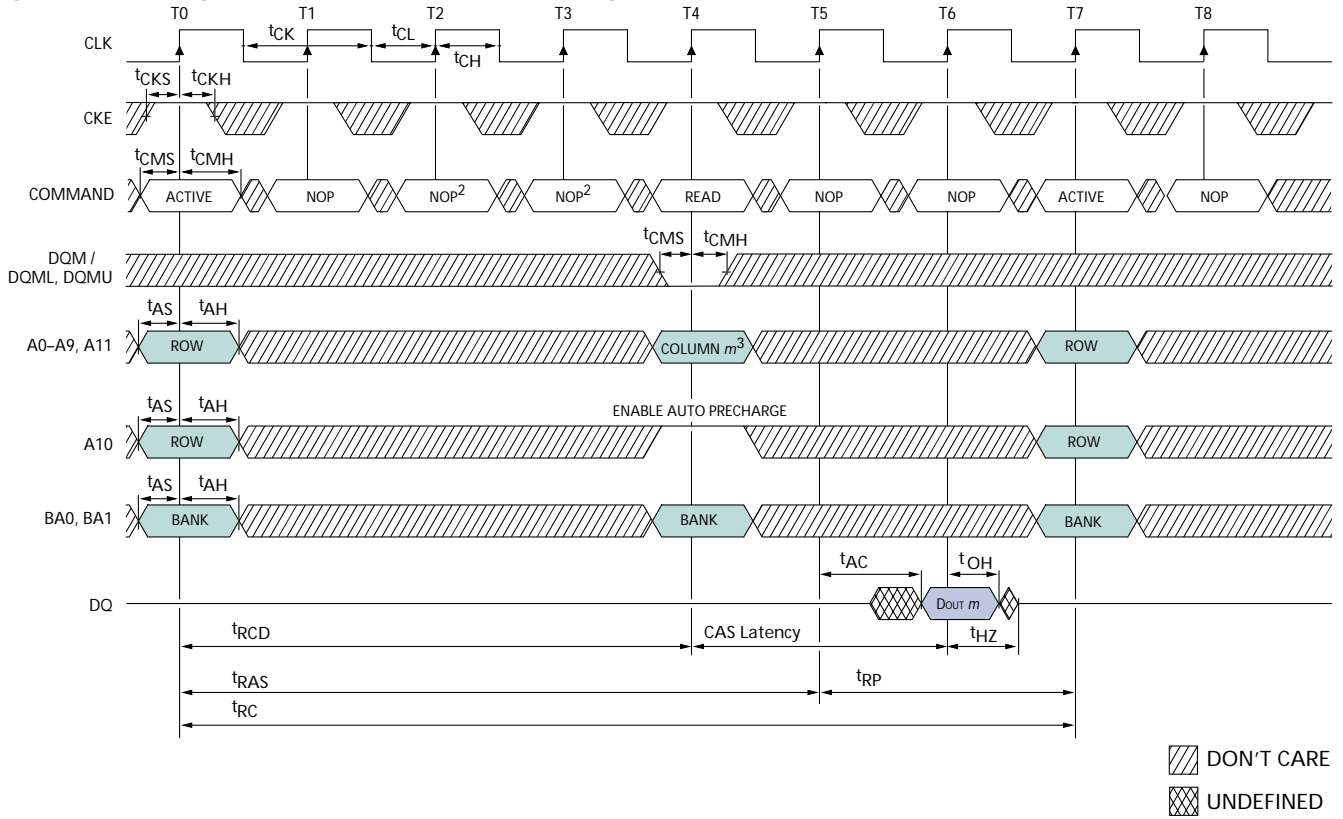 T0 T1 T2 T3 T4 T5 T6 T7 T8
CLK
tCK tCL
tCH
tCKS tCKH
CKE
tCMS tCMH
COMMAND ACTIVE NOP NOP2 NOP2 READ NOP NOP ACTIVE NOP
tCMS tCMH
DQM /
DQML, DQMU
tAS tAH
A0–A9, A11 ROW COLUMN m3 ROW
tAS tAH
ENABLE AUTO PRECHARGE
A10 ROW ROW
tAS tAH
BA0, BA1 BANK BANK BANK
tAC tOH
DQ DOUT m
tRCD CAS Latency tHZ
tRAS tRP
tRC
DON'T CARE
UNDEFINED